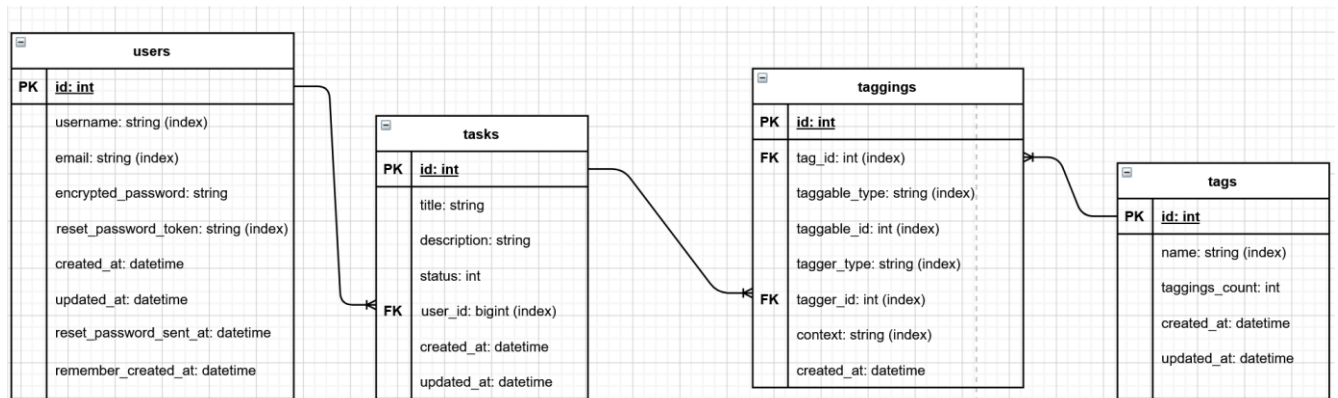 users
PK id: int
username: string (index)
email: string (index)
encrypted_password: string
reset_password_token: string (index)
created_at: datetime
updated_at: datetime
reset_password_sent_at: datetime
remember_created_at: datetime
tasks
PK id: int
title: string
description: string
status: int
FK user_id: bigint (index)
created_at: datetime
updated_at: datetime
taggings
PK id: int
FK tag_id: int (index)
taggable_type: string (index)
taggable_id: int (index)
tagger_type: string (index)
FK tagger_id: int (index)
context: string (index)
created_at: datetime
tags
PK id: int
name: string (index)
taggings_count: int
created_at: datetime
updated_at: datetime